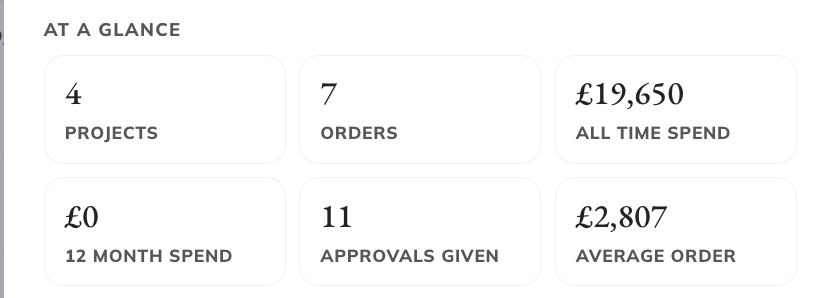 AT A GLANCE
4
PROJECTS
7
ORDERS
£19,650
ALL TIME SPEND
£0
12 MONTH SPEND
11
APPROVALS GIVEN
£2,807
AVERAGE ORDER